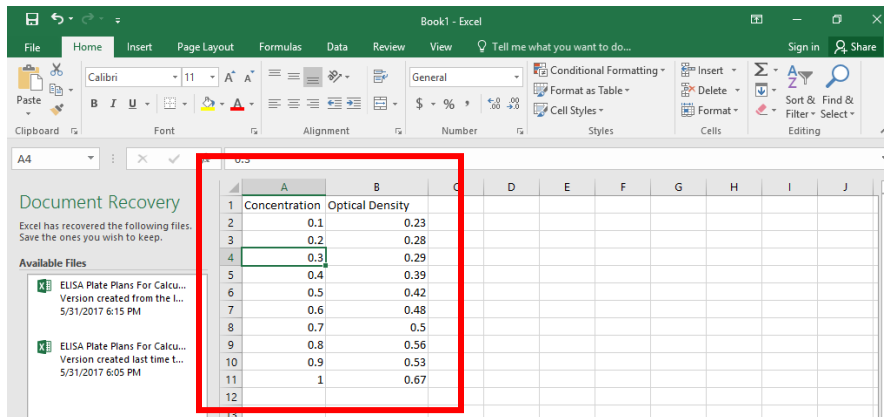 Book1 - Excel
File Home Insert Page Layout Formulas Data Review View Tell me what you want to do... Sign in Share
Paste
Calibri 11 A A
B I U A
General
$ % , .0 .00 .00 .0
Conditional Formatting
Format as Table
Cell Styles
Insert
Delete
Format
Sort & Find &
Filter Select
Clipboard Font Alignment Number Styles Cells Editing
A4 0.3
Document Recovery
Excel has recovered the following files.
Save the ones you wish to keep.
Available Files
ELISA Plate Plans For Calcu...
Version created from the l...
5/31/2017 6:15 PM
ELISA Plate Plans For Calcu...
Version created last time t...
5/31/2017 6:05 PM
A B C D E F G H I J
1 Concentration Optical Density
2 0.1 0.23
3 0.2 0.28
4 0.3 0.29
5 0.4 0.39
6 0.5 0.42
7 0.6 0.48
8 0.7 0.5
9 0.8 0.56
10 0.9 0.53
11 1 0.67
12
13